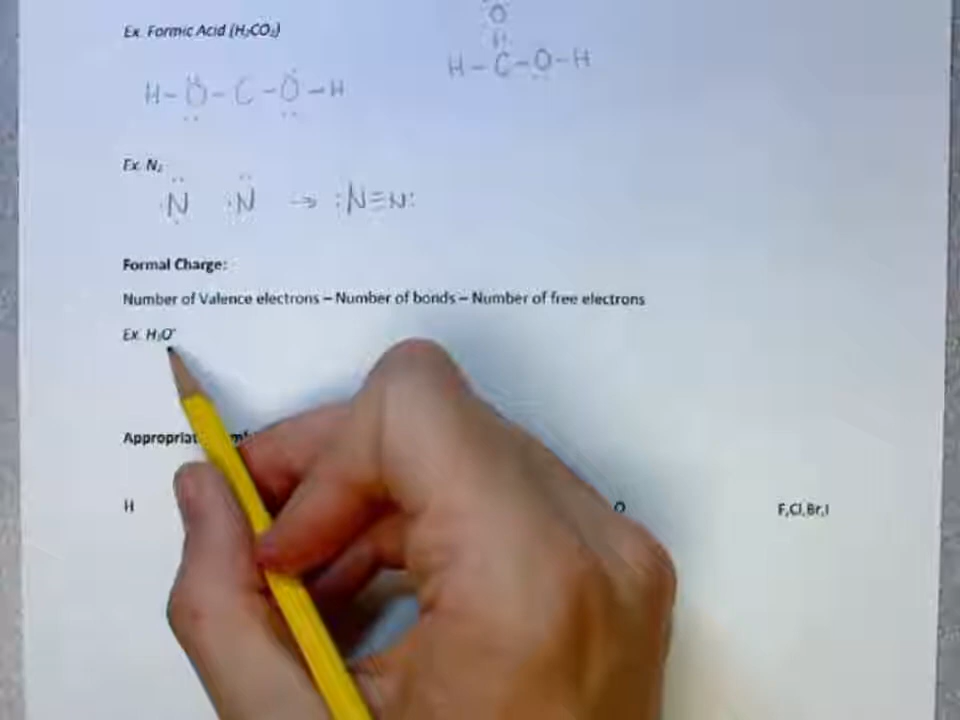 Ex. Formic Acid (H₂CO₂)
O
H-C-O-H
H-O-C-O-H
Ex. N₂
N N → :N≡N:
Formal Charge:
Number of Valence electrons – Number of bonds – Number of free electrons
Ex. H₃O⁺
H O F,Cl,Br,I